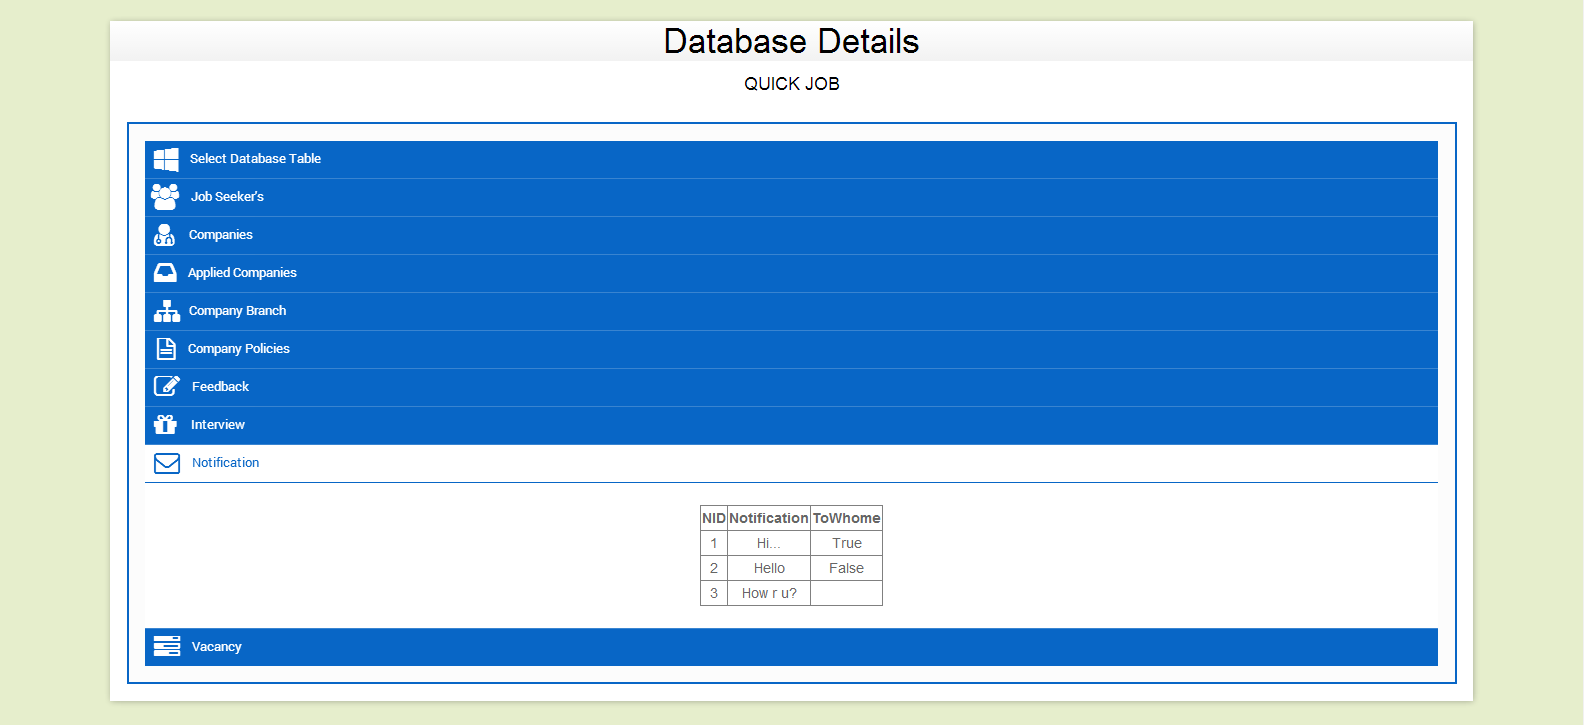 Database Details
QUICK JOB
Select Database Table
Job Seeker's
Companies
Applied Companies
Company Branch
Company Policies
Feedback
Interview
Notification
NID Notification ToWhome
1 Hi... True
2 Hello False
3 How r u?
Vacancy